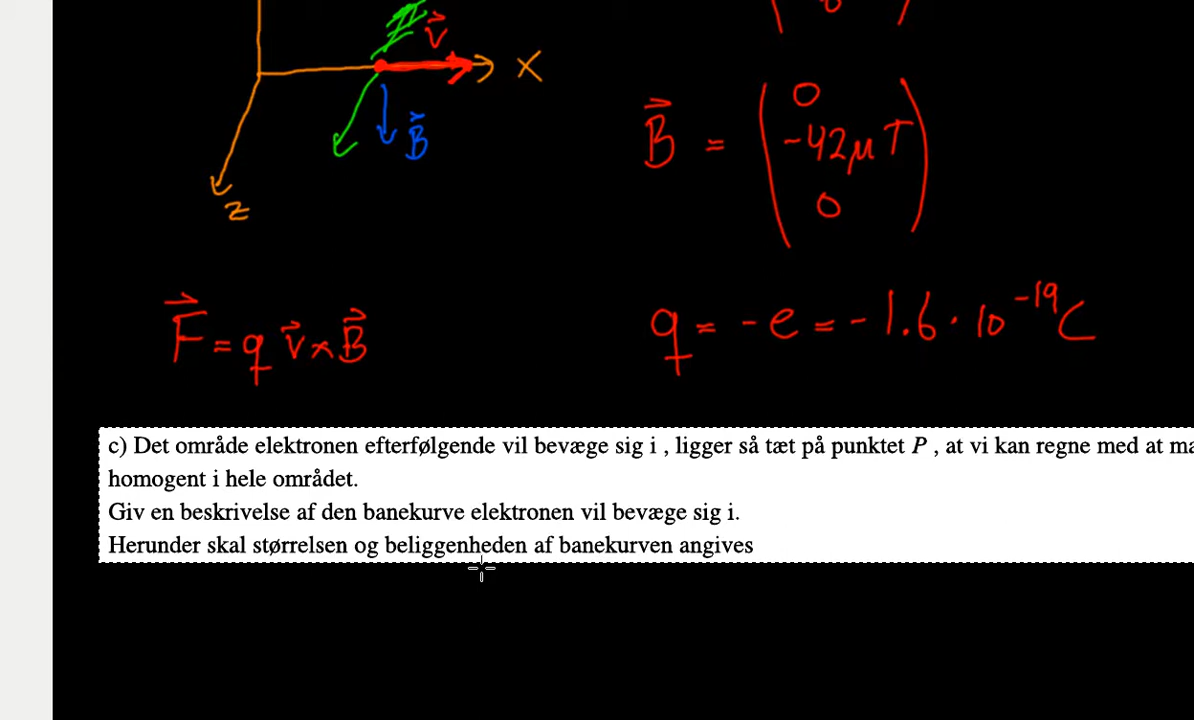 v
X
B
z
0
B = -42μT
0
F = q v × B
q = -e = -1.6 · 10^-19 C
c) Det område elektronen efterfølgende vil bevæge sig i , ligger så tæt på punktet P , at vi kan regne med at ma
homogent i hele området.
Giv en beskrivelse af den banekurve elektronen vil bevæge sig i.
Herunder skal størrelsen og beliggenheden af banekurven angives